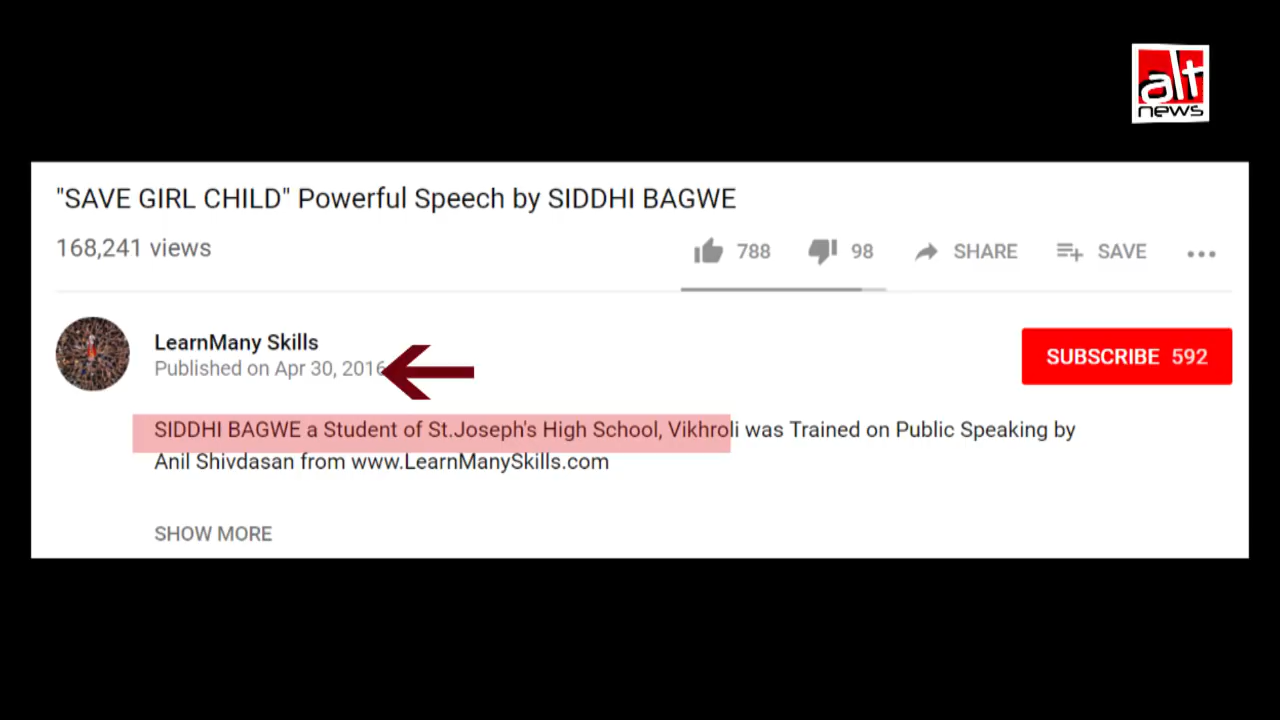 alt
news
"SAVE GIRL CHILD" Powerful Speech by SIDDHI BAGWE
168,241 views
788 98 SHARE SAVE
LearnMany Skills
Published on Apr 30, 2016
SUBSCRIBE 592
SIDDHI BAGWE a Student of St.Joseph's High School, Vikhroli was Trained on Public Speaking by
Anil Shivdasan from www.LearnManySkills.com
SHOW MORE